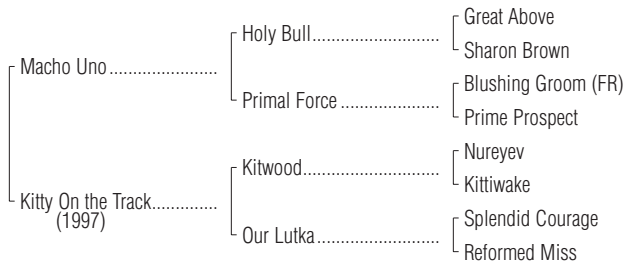 Great Above
Holy Bull
Sharon Brown
Macho Uno
Blushing Groom (FR)
Primal Force
Prime Prospect
Nureyev
Kitwood
Kittiwake
Kitty On the Track
(1997)
Splendid Courage
Our Lutka
Reformed Miss